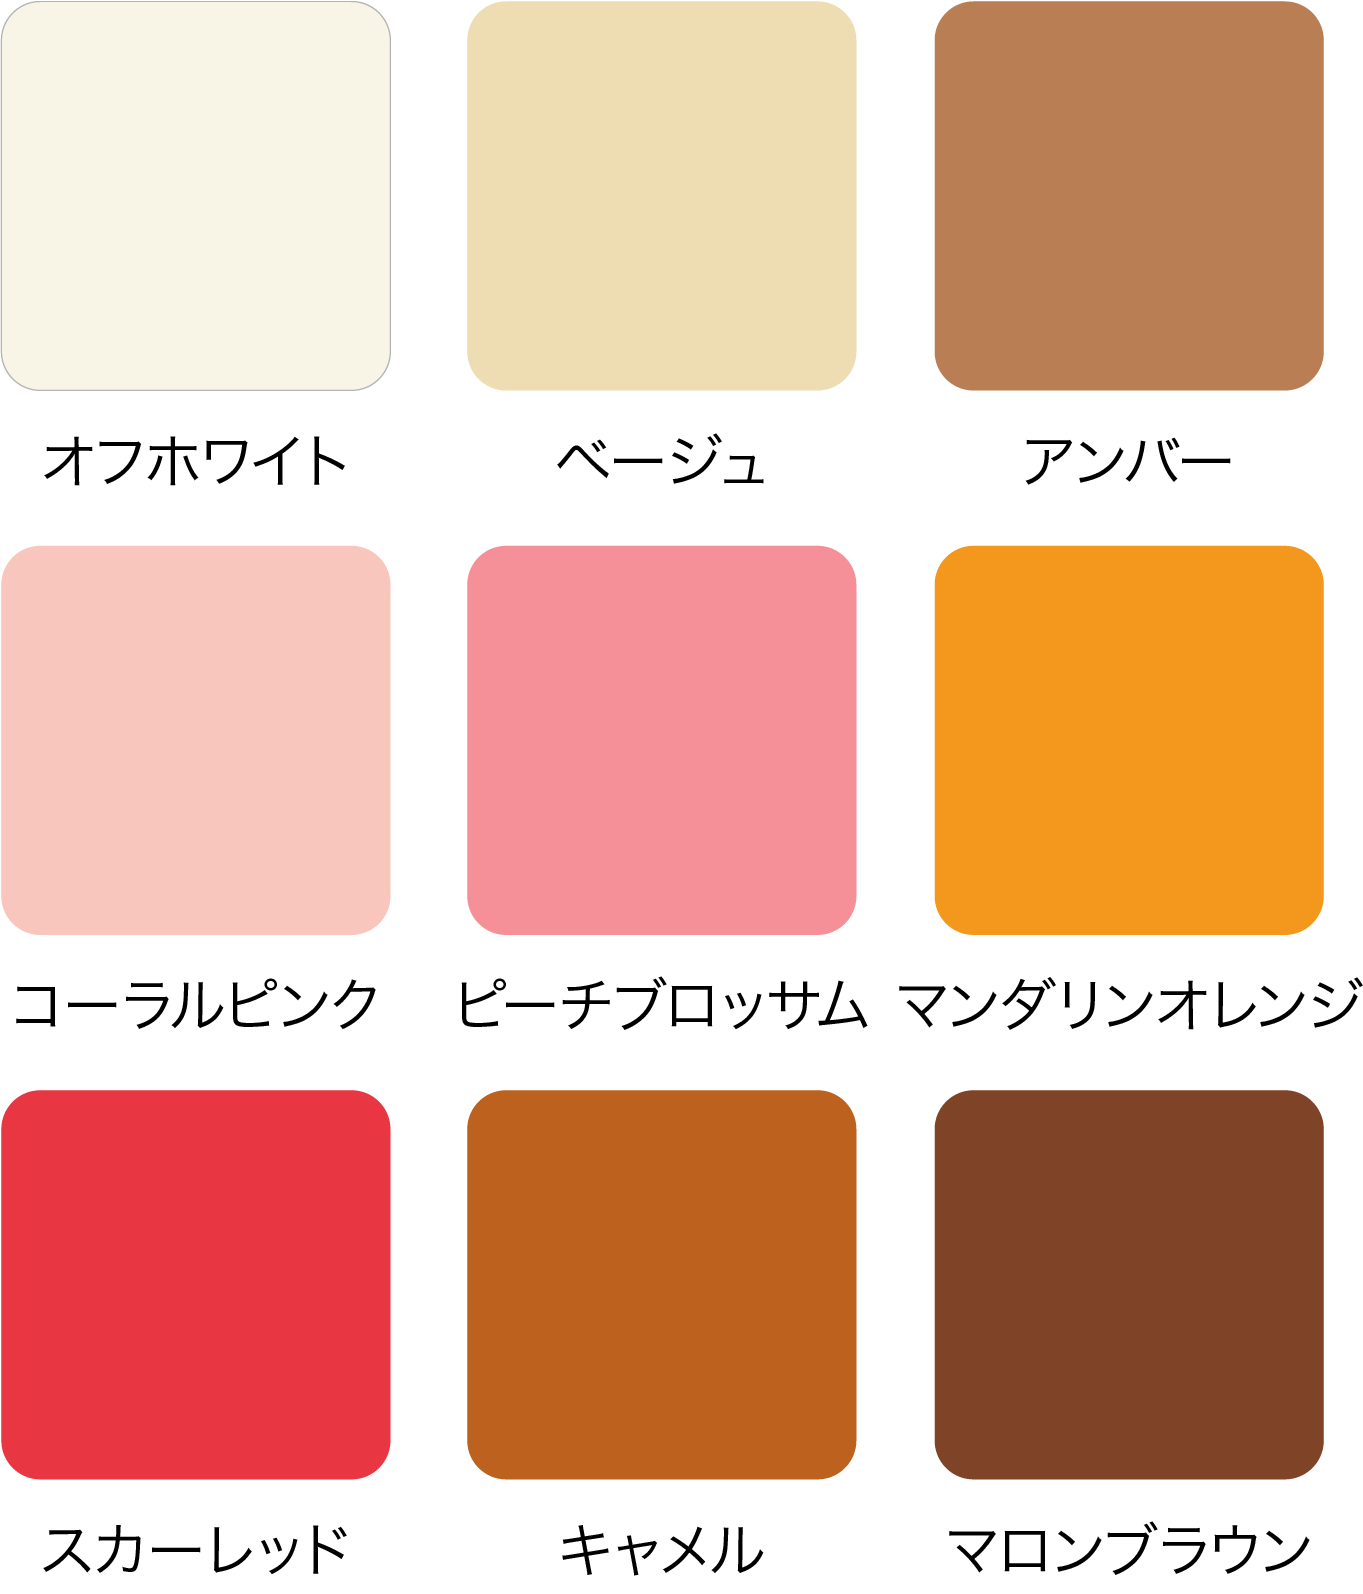 オフホワイト
ベージュ
アンバー
コーラルピンク
ピーチブロッサム
マンダリンオレンジ
スカーレッド
キャメル
マロンブラウン